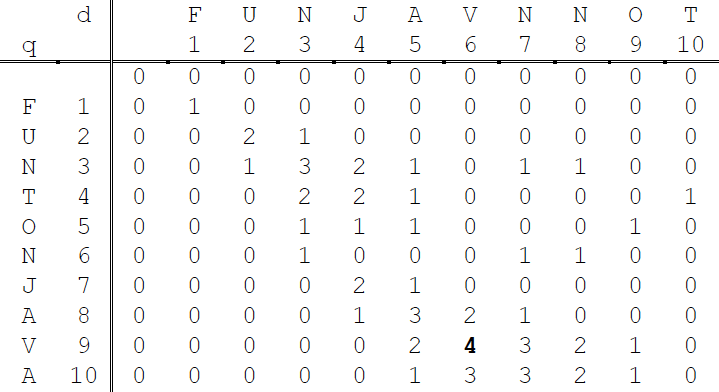 d F U N J A V N N O T
q 1 2 3 4 5 6 7 8 9 10
0 0 0 0 0 0 0 0 0 0 0
F 1 0 1 0 0 0 0 0 0 0 0 0
U 2 0 0 2 1 0 0 0 0 0 0 0
N 3 0 0 1 3 2 1 0 1 1 0 0
T 4 0 0 0 2 2 1 0 0 0 0 1
O 5 0 0 0 1 1 1 0 0 0 1 0
N 6 0 0 0 1 0 0 0 1 1 0 0
J 7 0 0 0 0 2 1 0 0 0 0 0
A 8 0 0 0 0 1 3 2 1 0 0 0
V 9 0 0 0 0 0 2 4 3 2 1 0
A 10 0 0 0 0 0 1 3 3 2 1 0